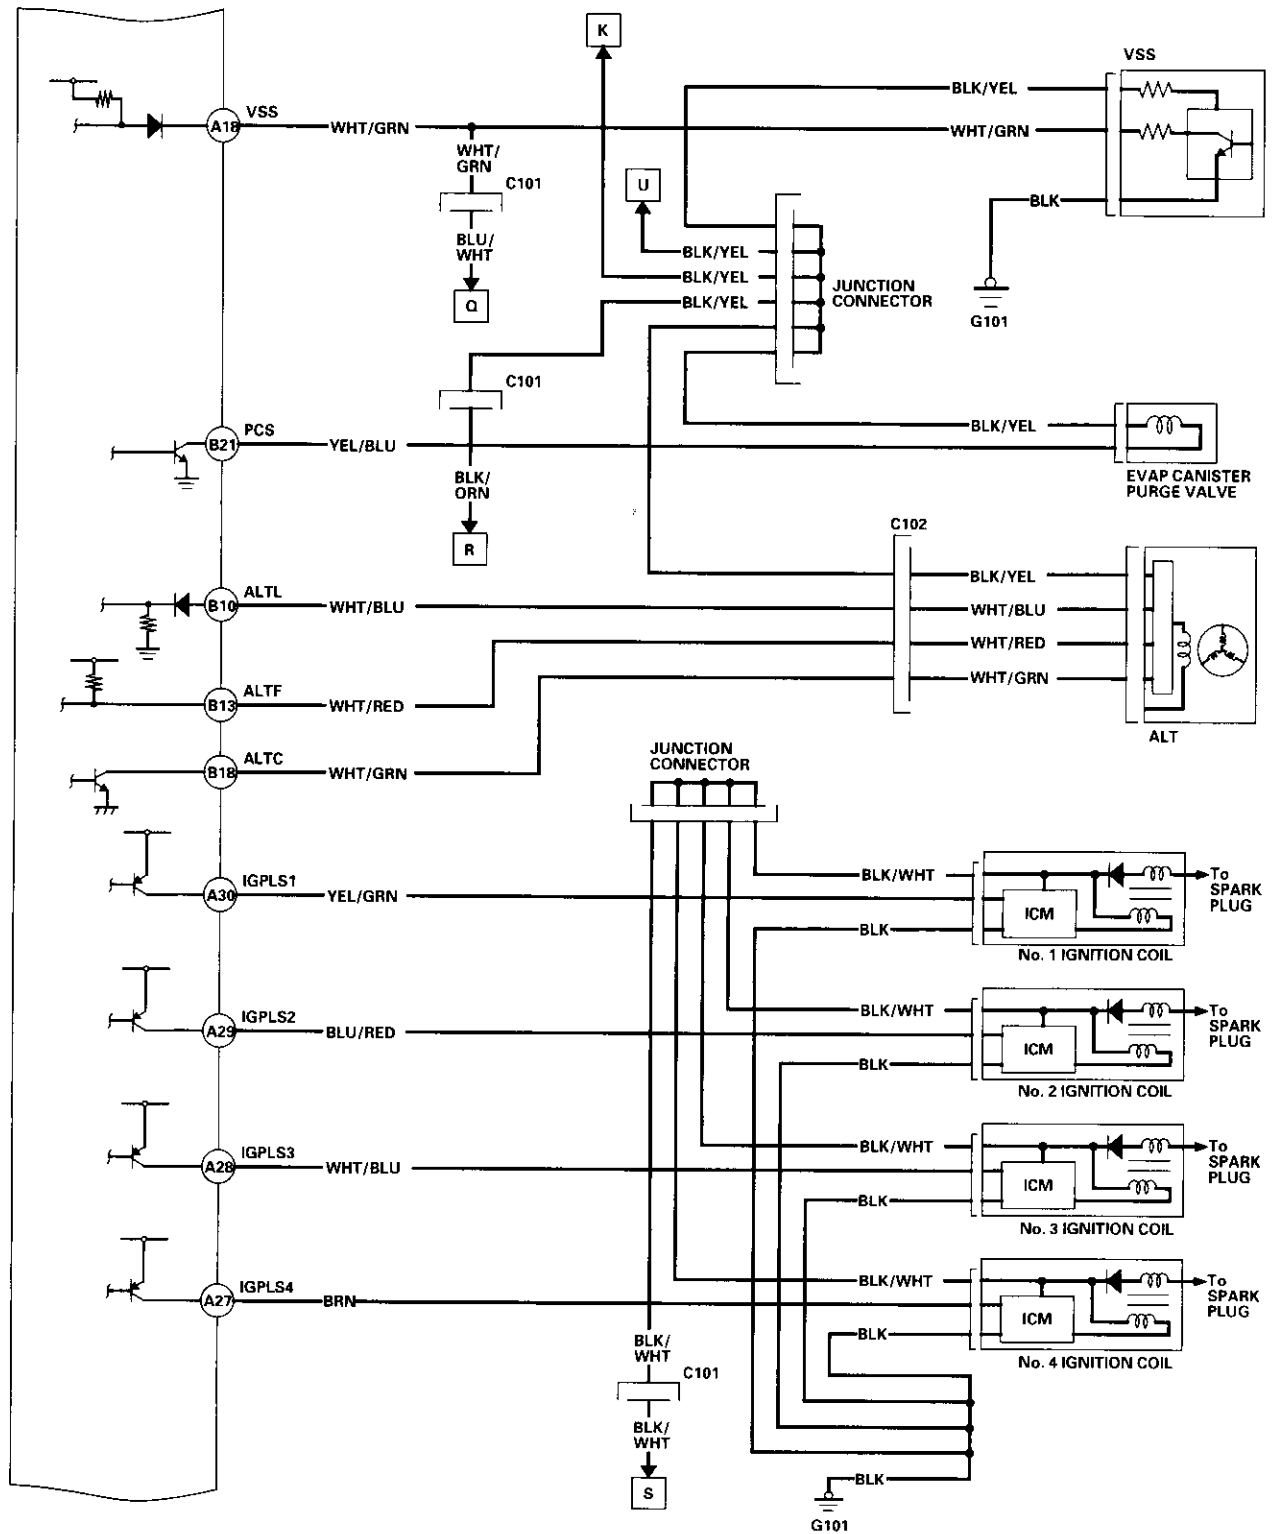 K
VSS
BLK/YEL
VSS
A18
WHT/GRN
WHT/GRN
WHT/
GRN
C101
U
BLK
BLU/
WHT
BLK/YEL
BLK/YEL
BLK/YEL
JUNCTION
CONNECTOR
Q
G101
C101
PCS
B21
YEL/BLU
BLK/YEL
BLK/
ORN
EVAP CANISTER
PURGE VALVE
R
C102
ALTL
B10
WHT/BLU
BLK/YEL
WHT/BLU
WHT/RED
WHT/GRN
ALTF
B13
WHT/RED
ALT
ALTC
B18
WHT/GRN
JUNCTION
CONNECTOR
IGPLS1
A30
YEL/GRN
BLK/WHT
ICM
BLK
To
SPARK
PLUG
No. 1 IGNITION COIL
IGPLS2
A29
BLU/RED
BLK/WHT
ICM
BLK
To
SPARK
PLUG
No. 2 IGNITION COIL
IGPLS3
A28
WHT/BLU
BLK/WHT
ICM
BLK
To
SPARK
PLUG
No. 3 IGNITION COIL
IGPLS4
A27
BRN
BLK/WHT
ICM
BLK
To
SPARK
PLUG
No. 4 IGNITION COIL
BLK/
WHT
C101
BLK/
WHT
S
BLK
G101